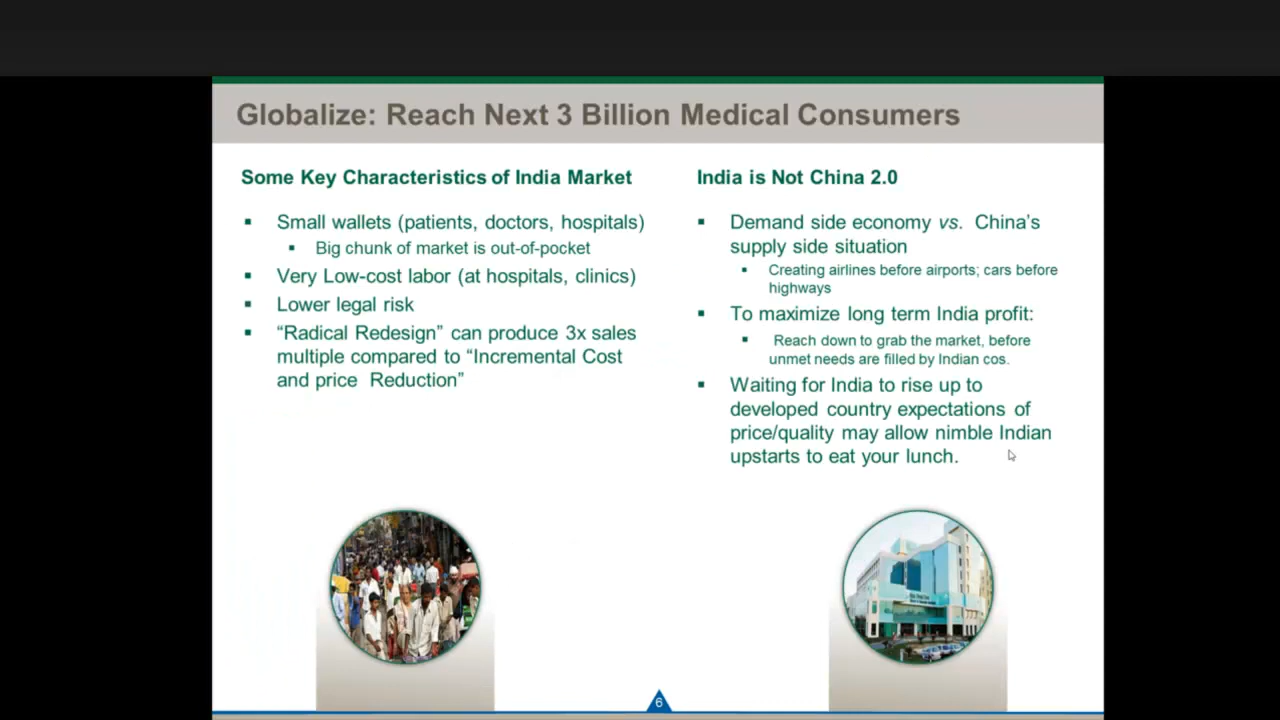 Globalize: Reach Next 3 Billion Medical Consumers
Some Key Characteristics of India Market
Small wallets (patients, doctors, hospitals)
Big chunk of market is out-of-pocket
Very Low-cost labor (at hospitals, clinics)
Lower legal risk
“Radical Redesign” can produce 3x sales
multiple compared to “Incremental Cost
and price Reduction”
India is Not China 2.0
Demand side economy vs. China’s
supply side situation
Creating airlines before airports; cars before
highways
To maximize long term India profit:
Reach down to grab the market, before
unmet needs are filled by Indian cos.
Waiting for India to rise up to
developed country expectations of
price/quality may allow nimble Indian
upstarts to eat your lunch.
6